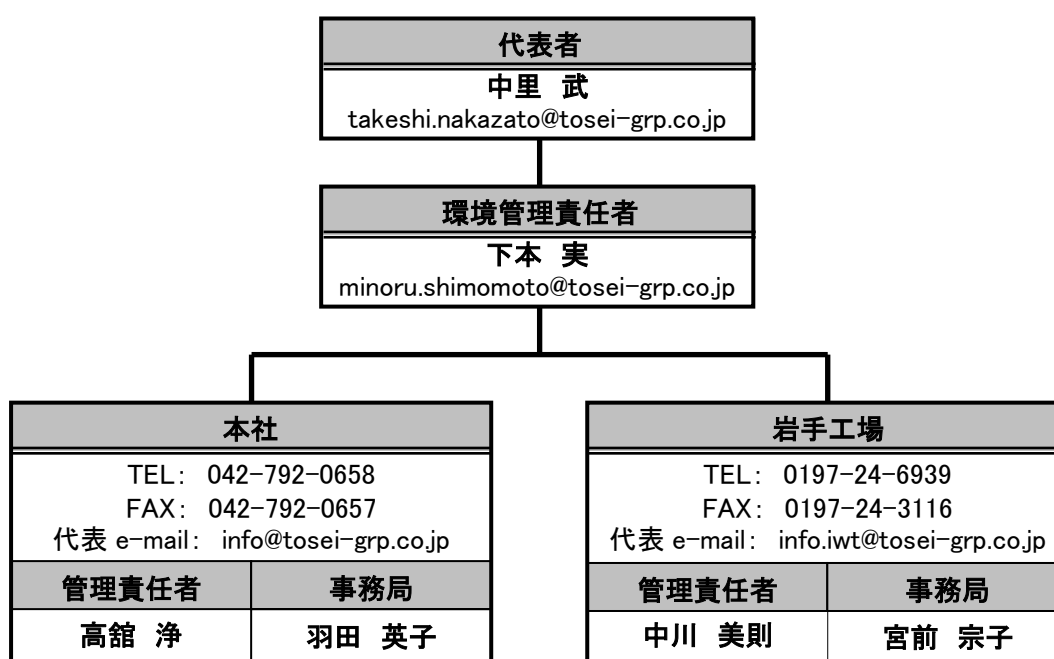 代表者
中里 武
takeshi.nakazato@tosei-grp.co.jp
環境管理責任者
下本 実
minoru.shimomoto@tosei-grp.co.jp
本社
TEL: 042-792-0658
FAX: 042-792-0657
代表 e-mail: info@tosei-grp.co.jp
管理責任者 事務局
高舘 浄 羽田 英子
岩手工場
TEL: 0197-24-6939
FAX: 0197-24-3116
代表 e-mail: info.iwt@tosei-grp.co.jp
管理責任者 事務局
中川 美則 宮前 宗子